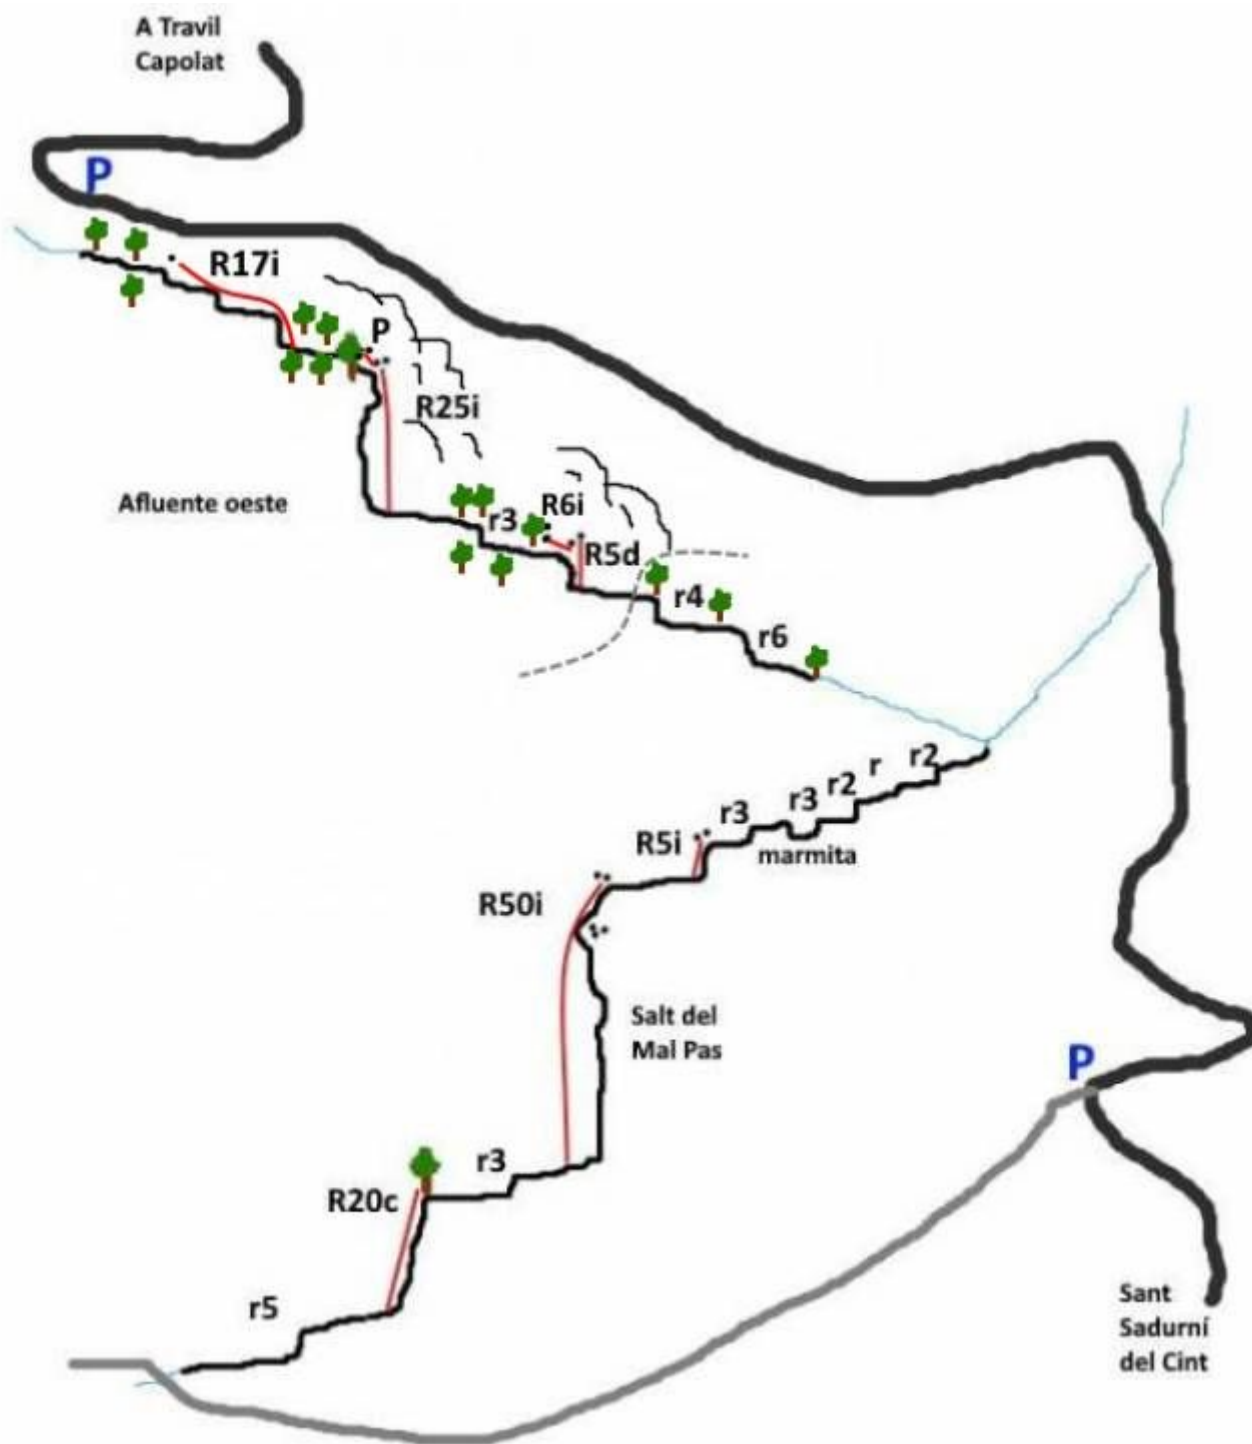 A Travil
Capolat
P
R17i
P
R25i
Afluente oeste
r3
R6i
R5d
r4
r6
r2
r
r2
r3
r3
marmita
R5i
R50i
Salt del
Mal Pas
P
r3
R20c
r5
Sant
Sadurní
del Cint